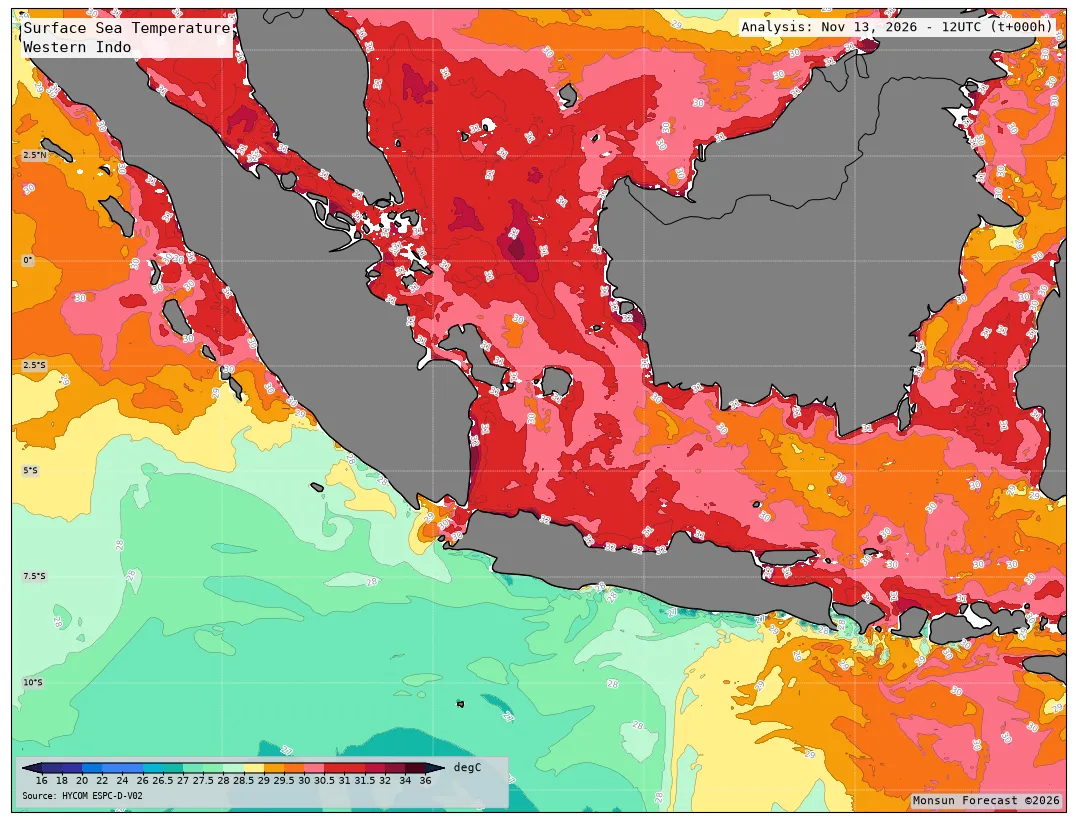 Surface Sea Temperature
Western Indo
Analysis: Nov 13, 2026 - 12UTC (t+000h)
2.5°N
0°
2.5°S
5°S
7.5°S
10°S
degC
16 18 20 22 24 26 26.5 27 27.5 28 28.5 29 29.5 30 30.5 31 31.5 32 34 36
Source: HYCOM ESPC-D-V02
Monsun Forecast ©2026